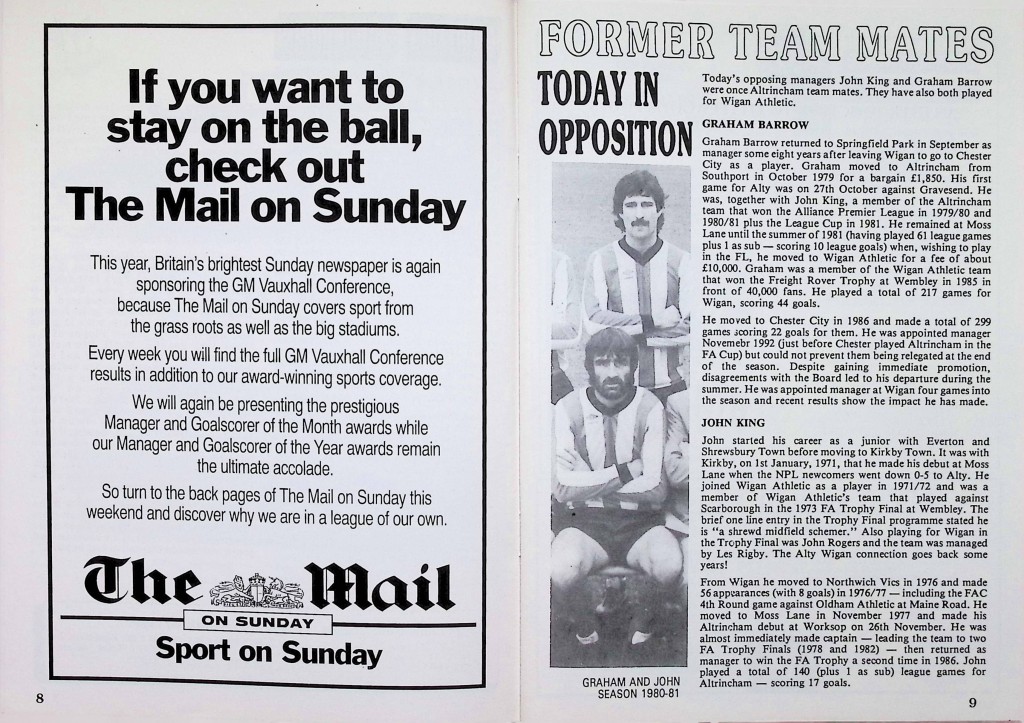 If you want to
stay on the ball,
check out
The Mail on Sunday
This year, Britain's brightest Sunday newspaper is again
sponsoring the GM Vauxhall Conference,
because The Mail on Sunday covers sport from
the grass roots as well as the big stadiums.
Every week you will find the full GM Vauxhall Conference
results in addition to our award-winning sports coverage.
We will again be presenting the prestigious
Manager and Goalscorer of the Month awards while
our Manager and Goalscorer of the Year awards remain
the ultimate accolade.
So turn to the back pages of The Mail on Sunday this
weekend and discover why we are in a league of our own.
The Mail
ON SUNDAY
Sport on Sunday
8
FORMER TEAM MATES
TODAY IN
OPPOSITION
Today's opposing managers John King and Graham Barrow
were once Altrincham team mates. They have also both played
for Wigan Athletic.
GRAHAM BARROW
Graham Barrow returned to Springfield Park in September as
manager some eight years after leaving Wigan to go to Chester
City as a player. Graham moved to Altrincham from
Southport in October 1979 for a bargain £1,850. His first
game for Alty was on 27th October against Gravesend. He
was, together with John King, a member of the Altrincham
team that won the Alliance Premier League in 1979/80 and
1980/81 plus the League Cup in 1981. He remained at Moss
Lane until the summer of 1981 (having played 61 league games
plus 1 as sub — scoring 10 league goals) when, wishing to play
in the FL, he moved to Wigan Athletic for a fee of about
£10,000. Graham was a member of the Wigan Athletic team
that won the Freight Rover Trophy at Wembley in 1985 in
front of 40,000 fans. He played a total of 217 games for
Wigan, scoring 44 goals.
He moved to Chester City in 1986 and made a total of 299
games scoring 22 goals for them. He was appointed manager
Novemebr 1992 (just before Chester played Altrincham in the
FA Cup) but could not prevent them being relegated at the end
of the season. Despite gaining immediate promotion,
disagreements with the Board led to his departure during the
summer. He was appointed manager at Wigan four games into
the season and recent results show the impact he has made.
JOHN KING
John started his career as a junior with Everton and
Shrewsbury Town before moving to Kirkby Town. It was with
Kirkby, on 1st January, 1971, that he made his debut at Moss
Lane when the NPL newcomers went down 0-5 to Alty. He
joined Wigan Athletic as a player in 1971/72 and was a
member of Wigan Athletic's team that played against
Scarborough in the 1973 FA Trophy Final at Wembley. The
brief one line entry in the Trophy Final programme stated he
is "a shrewd midfield schemer." Also playing for Wigan in
the Trophy Final was John Rogers and the team was managed
by Les Rigby. The Alty Wigan connection goes back some
years!
From Wigan he moved to Northwich Vics in 1976 and made
56 appearances (with 8 goals) in 1976/77 — including the FAC
4th Round game against Oldham Athletic at Maine Road. He
moved to Moss Lane in November 1977 and made his
Altrincham debut at Worksop on 26th November. He was
almost immediately made captain — leading the team to two
FA Trophy Finals (1978 and 1982) — then returned as
manager to win the FA Trophy a second time in 1986. John
played a total of 140 (plus 1 as sub) league games for
Altrincham — scoring 17 goals.
GRAHAM AND JOHN
SEASON 1980-81
9